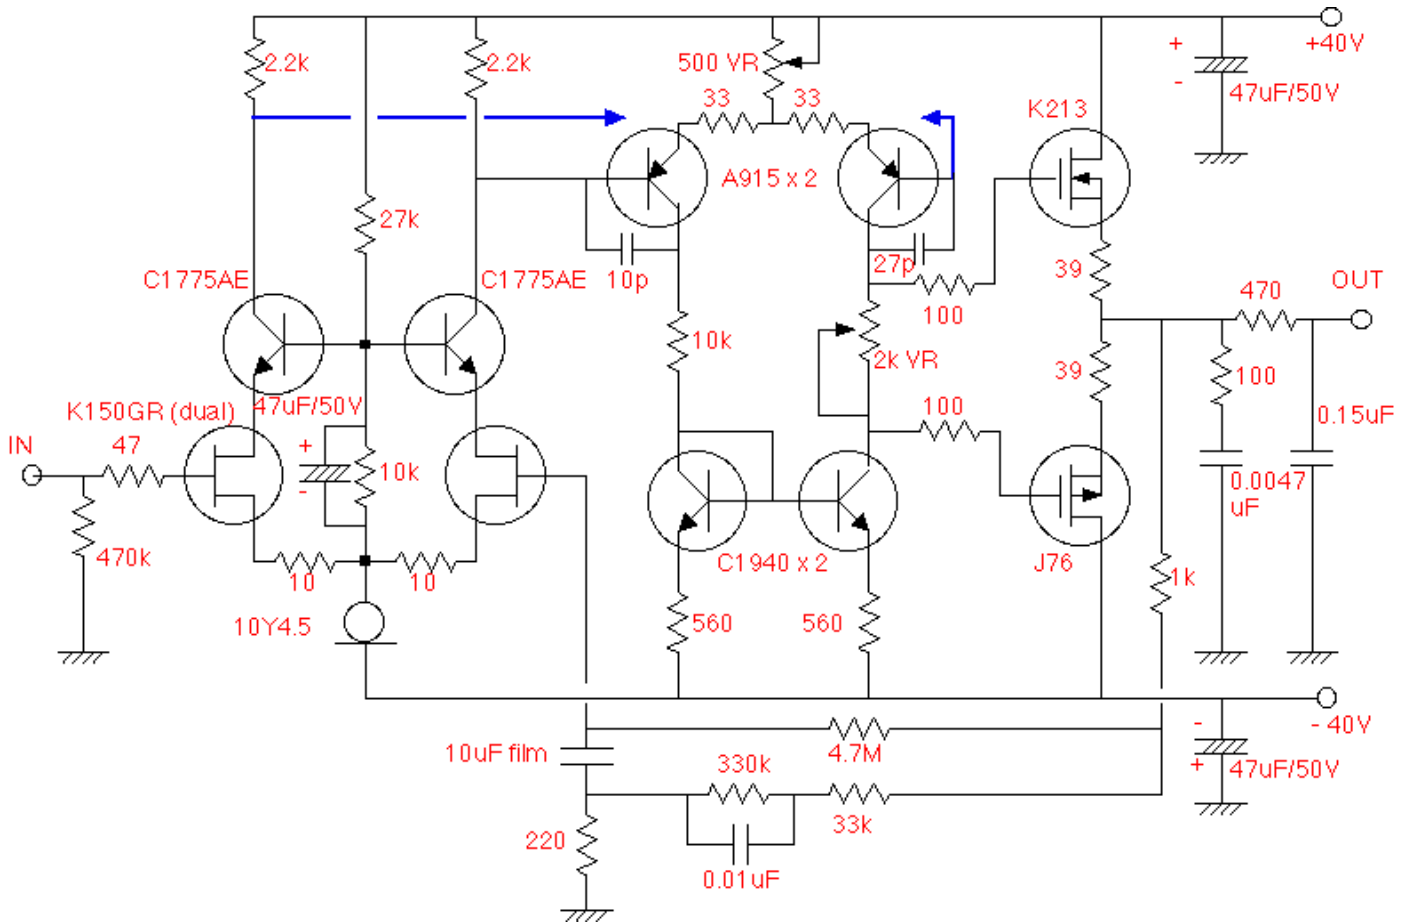 +40V
2.2k
2.2k
500 VR
+
-
47uF/50V
33
33
K213
A915 x 2
27k
C1775AE
C1775AE
10p
27p
100
39
470
OUT
10k
2k VR
39
100
K150GR (dual)
47uF/50V
100
0.15uF
IN
47
+
-
10k
0.0047
uF
470k
10
10
C1940 x 2
J76
1k
10Y4.5
560
560
- 40V
-
+
47uF/50V
10uF film
4.7M
330k
33k
220
0.01uF